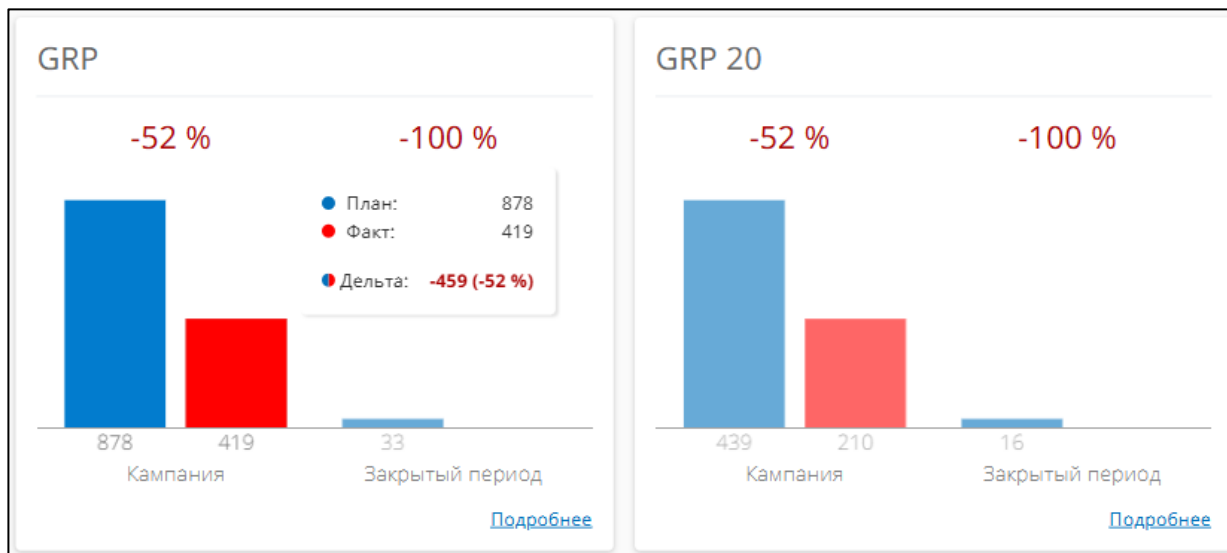 GRP
-52 %
-100 %
План: 878
Факт: 419
Дельта: -459 (-52 %)
878
419
33
Кампания
Закрытый период
Подробнее
GRP 20
-52 %
-100 %
439
210
16
Кампания
Закрытый период
Подробнее